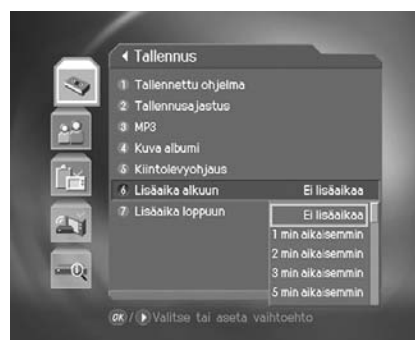 Tallennus
1 Tallennettu ohjelma
2 Tallennusajastus
3 MP3
4 Kuva albumi
5 Kiintolevyohjaus
6 Lisäaika alkuun Ei lisäaikaa
7 Lisäaika loppuun Ei lisäaikaa
1 min aikaisemmin
2 min aikaisemmin
3 min aikaisemmin
5 min aikaisemmin
OK / Valitse tai aseta vaihtoehto